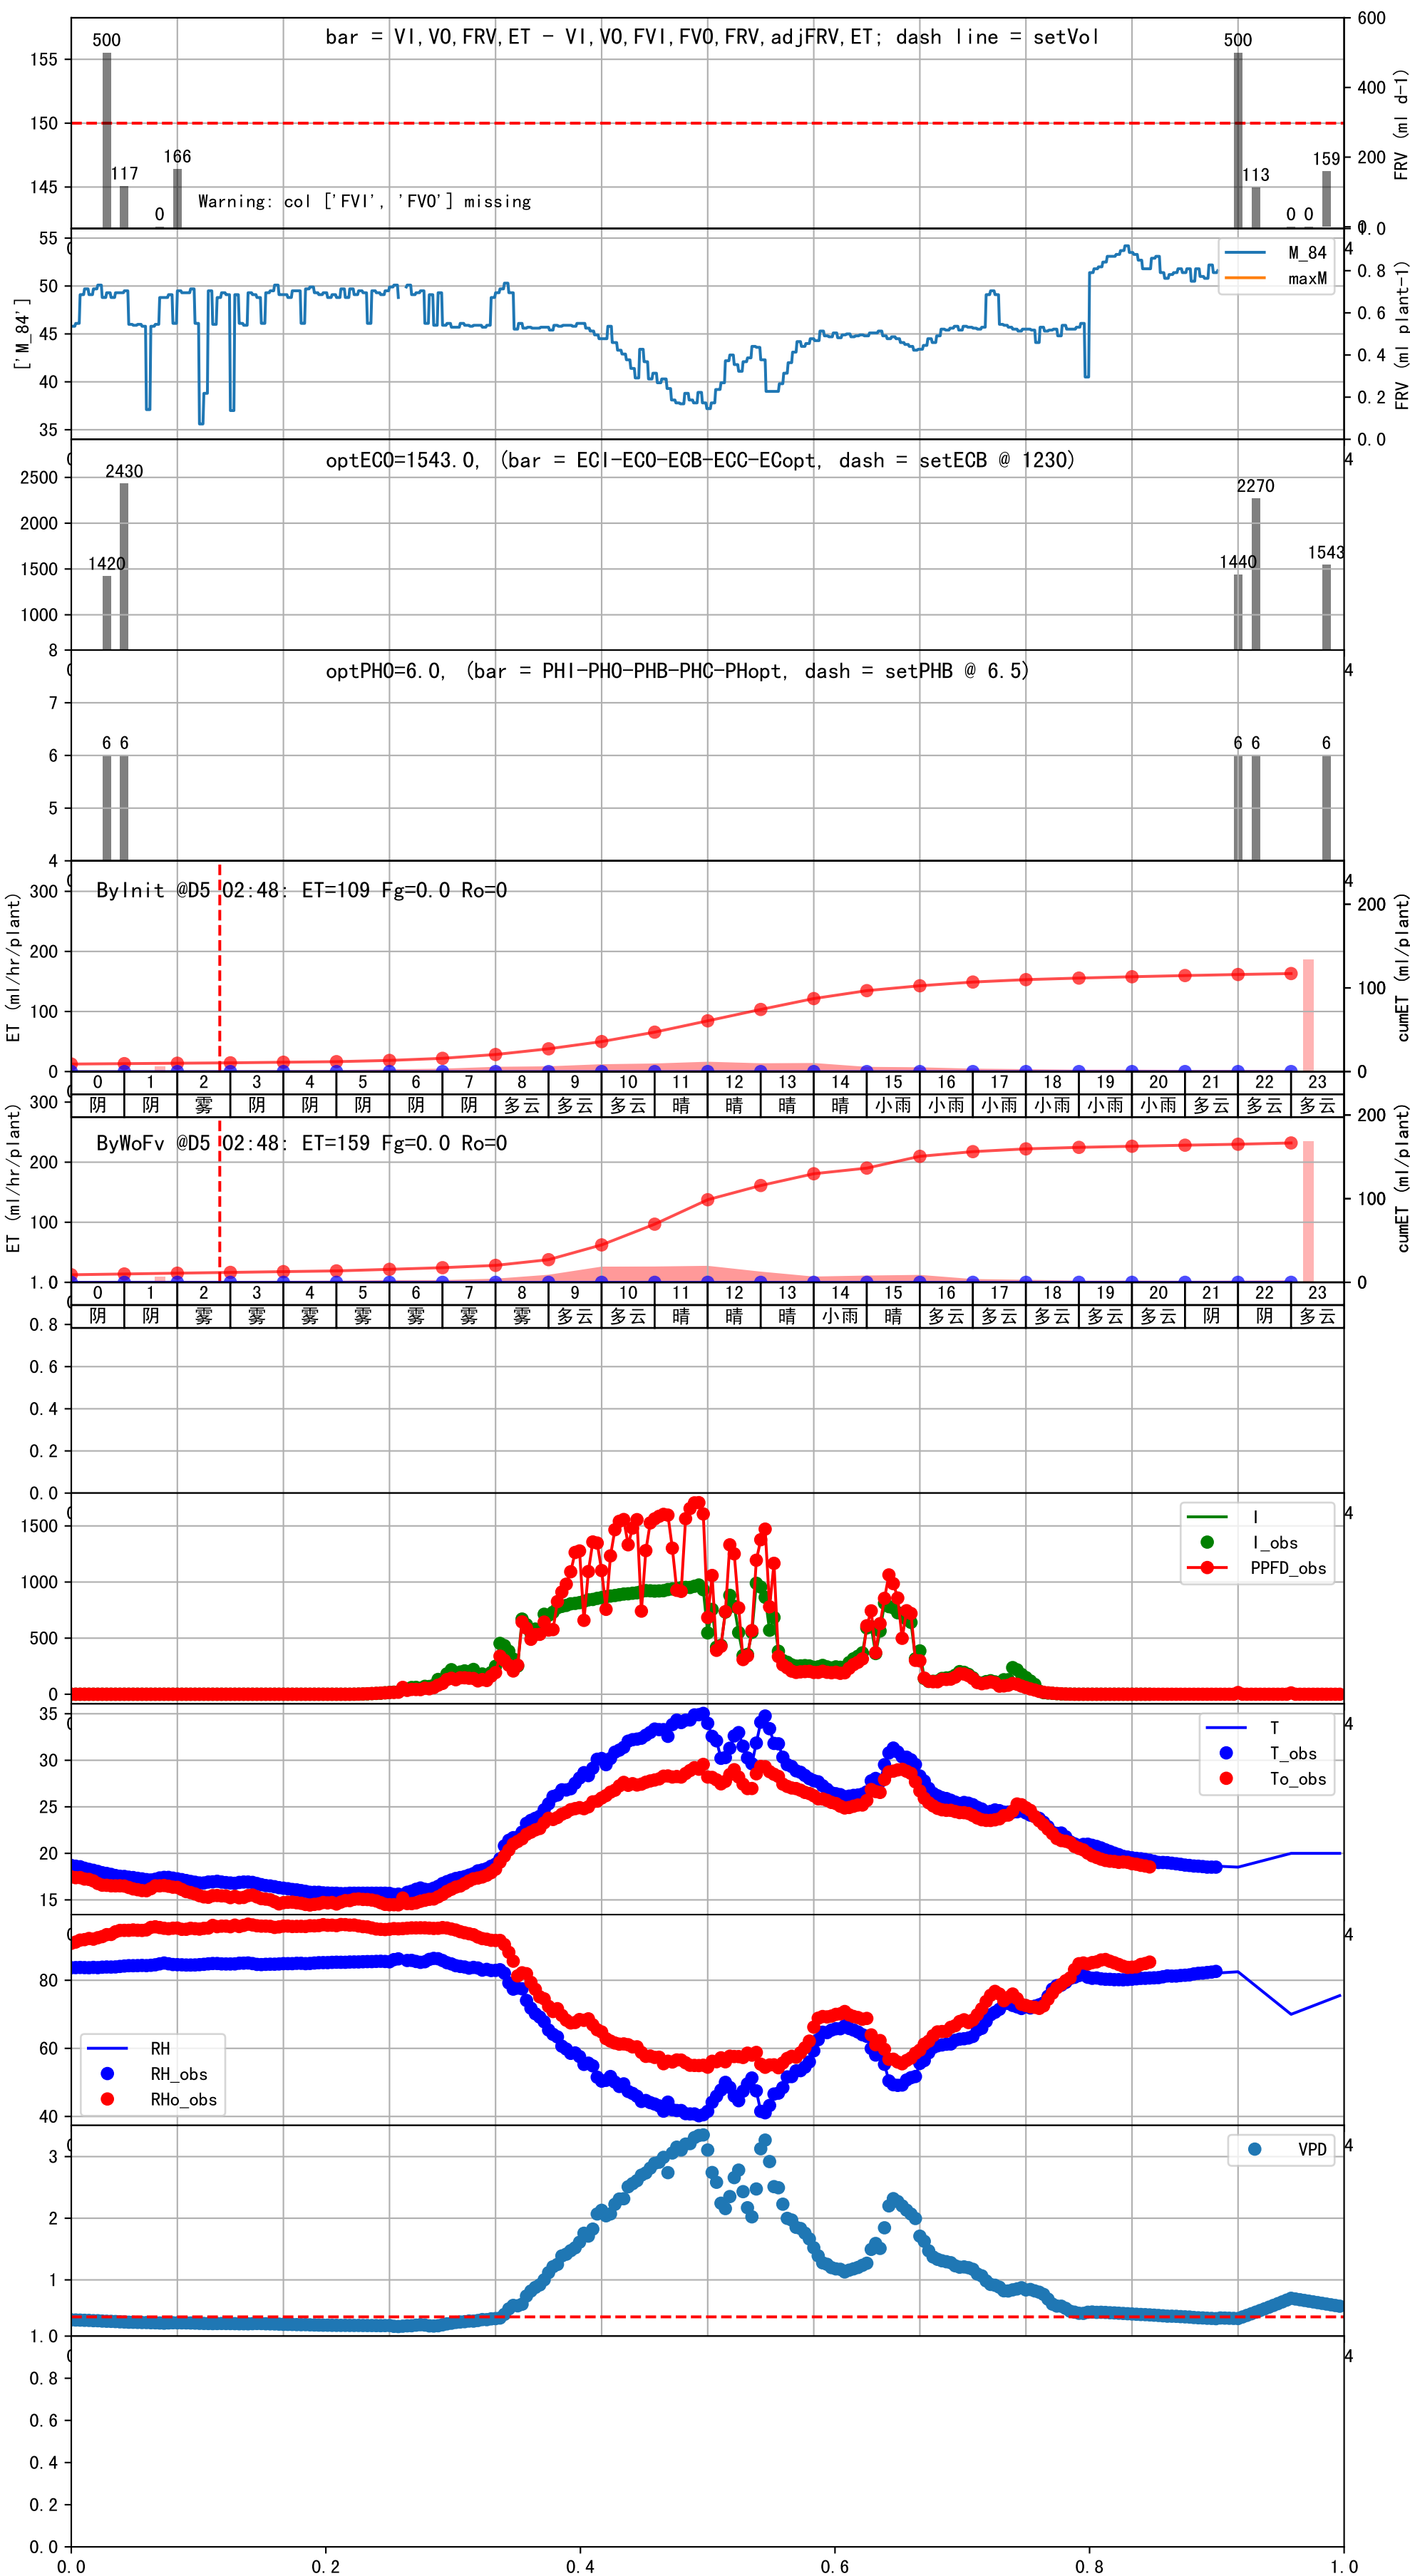 bar = VI,VO,FRV,ET - VI,VO,FVI,FVO,FRV,adjFRV,ET; dash line = setVol
500
117
0
166
500
113
0
0
159
Warning: col ['FVI', 'FVO'] missing
155
150
145
600
400
200
0
FRV (ml d-1)
M_84
maxM
['M_84']
55
50
45
40
35
1.0
0.8
0.6
0.4
0.2
0.0
FRV (ml plant-1)
optECO=1543.0, (bar = ECI-ECO-ECB-ECC-ECopt, dash = setECB @ 1230)
2500
2000
1500
1000
1420
2430
1440
2270
1543
optPHO=6.0, (bar = PHI-PHO-PHB-PHC-PHopt, dash = setPHB @ 6.5)
8
7
6
5
4
6
6
6
6
6
ByInit @D5 02:48: ET=109 Fg=0.0 Ro=0
ET (ml/hr/plant)
300
200
100
0
200
100
0
cumET (ml/plant)
0 1 2 3 4 5 6 7 8 9 10 11 12 13 14 15 16 17 18 19 20 21 22 23
阴 阴 雾 阴 阴 阴 阴 阴 多云 多云 多云 晴 晴 晴 晴 小雨 小雨 小雨 小雨 小雨 小雨 多云 多云 多云
ByWoFv @D5 02:48: ET=159 Fg=0.0 Ro=0
ET (ml/hr/plant)
300
200
100
200
100
0
cumET (ml/plant)
0 1 2 3 4 5 6 7 8 9 10 11 12 13 14 15 16 17 18 19 20 21 22 23
阴 阴 雾 雾 雾 雾 雾 雾 雾 多云 多云 晴 晴 晴 小雨 晴 多云 多云 多云 多云 多云 阴 阴 多云
1.0
0.8
0.6
0.4
0.2
0.0
I
I_obs
PPFD_obs
1500
1000
500
0
T
T_obs
To_obs
35
30
25
20
15
RH
RH_obs
RHo_obs
80
60
40
VPD
3
2
1
1.0
0.8
0.6
0.4
0.2
0.0
0.0 0.2 0.4 0.6 0.8 1.0